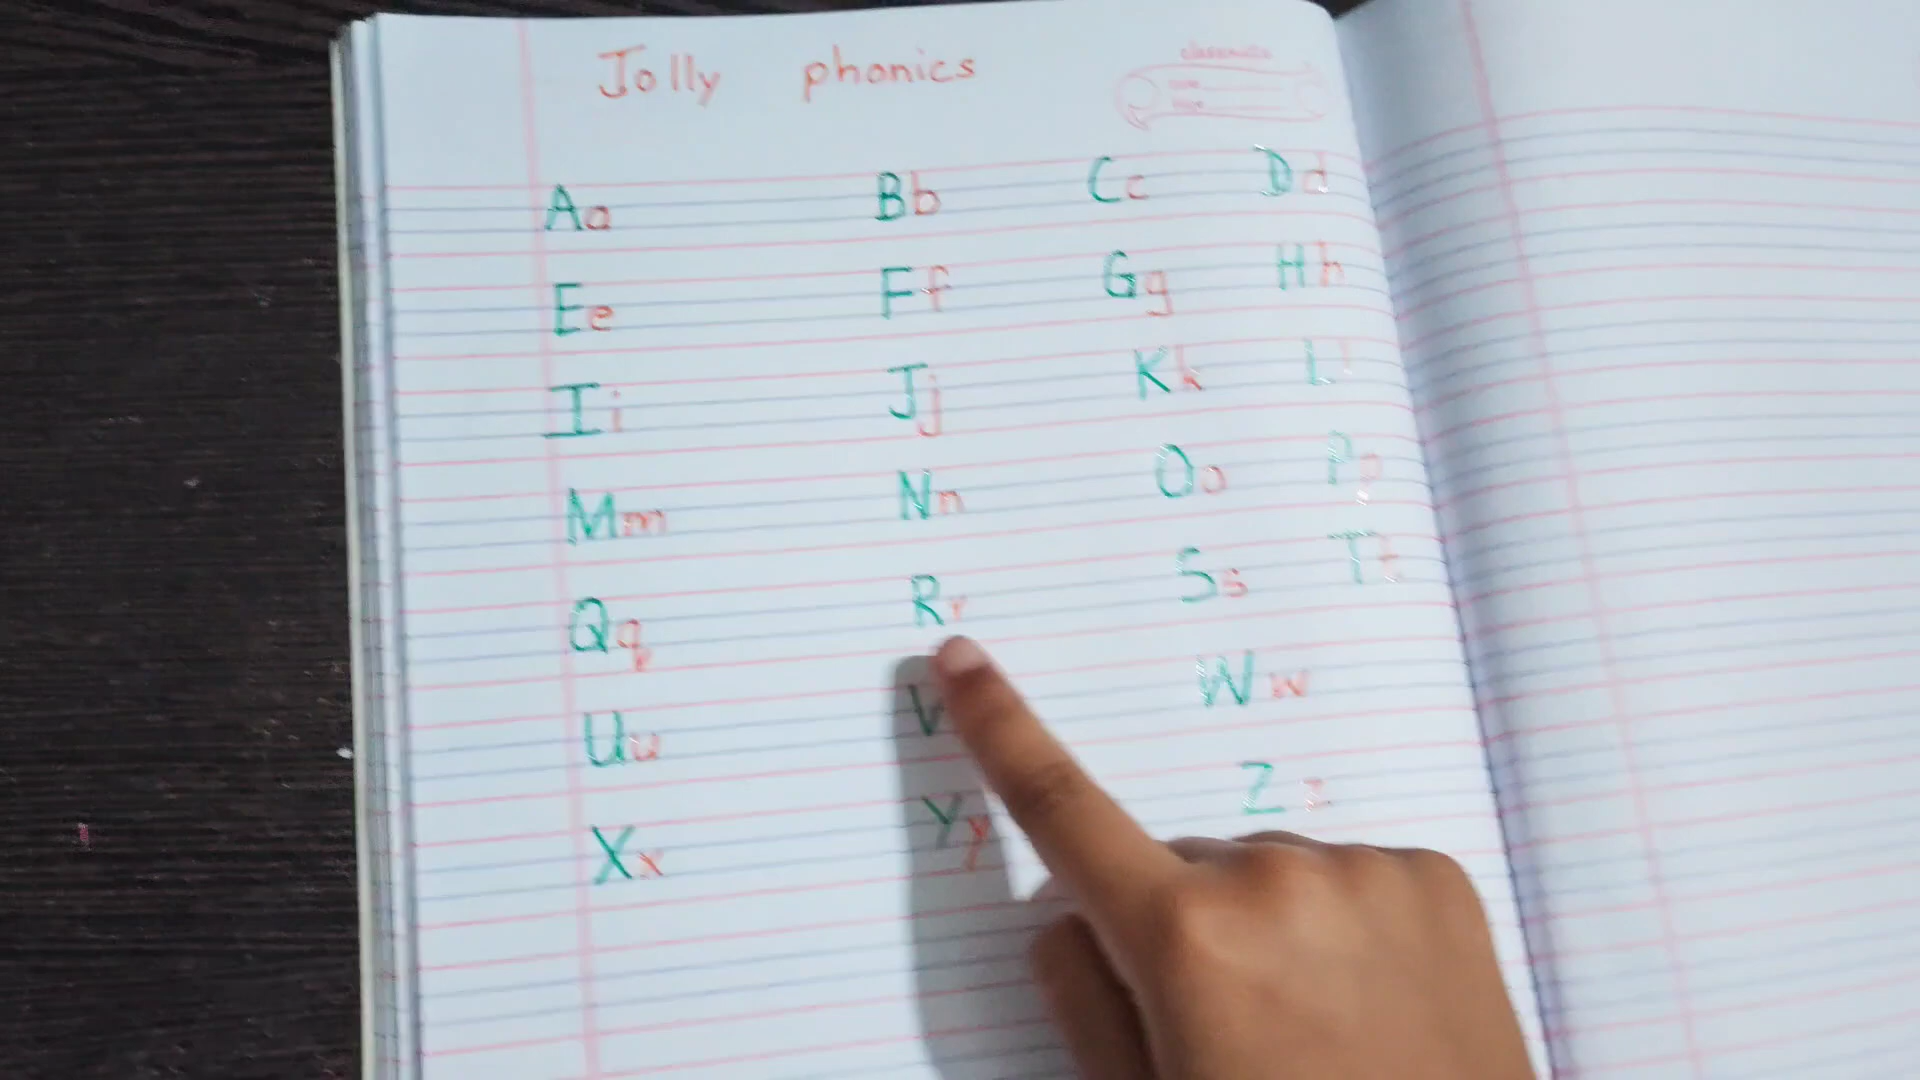 Jolly phonics
classmate
Aa Bb Cc Dd
Ee Ff Gg Hh
Ii Jj Kk Ll
Mm Nn Oo Pp
Qq Rr Ss Tt
Uu V Ww
Xx Yy Zz